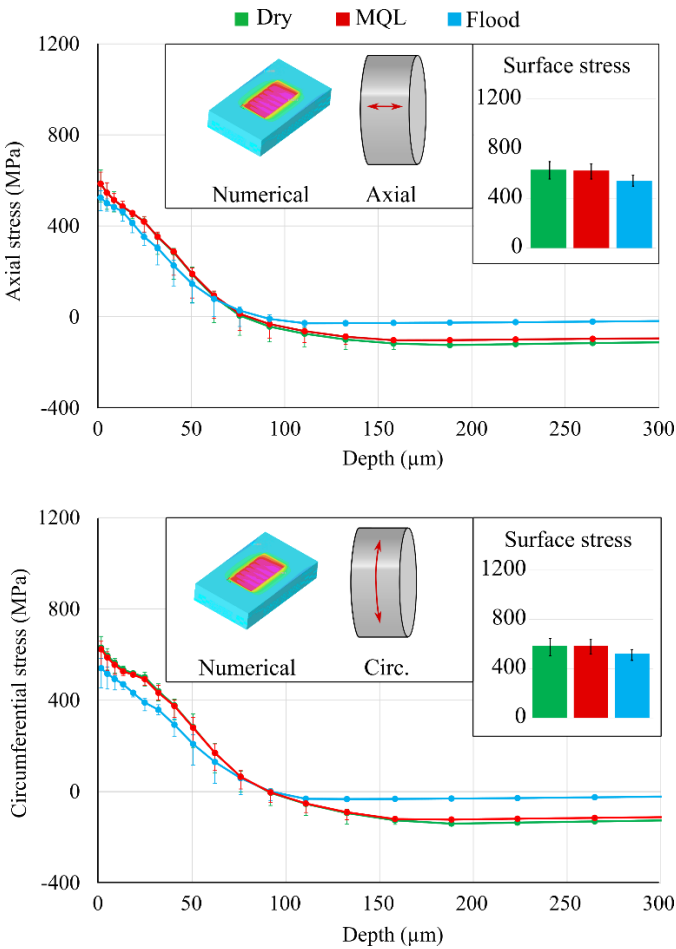 Dry MQL Flood
1200
800
400
0
-400
Axial stress (MPa)
Numerical
Axial
Surface stress
1200
800
400
0
0 50 100 150 200 250 300
Depth (µm)
1200
800
400
0
-400
Circumferential stress (MPa)
Numerical
Circ.
Surface stress
1200
800
400
0
0 50 100 150 200 250 300
Depth (µm)